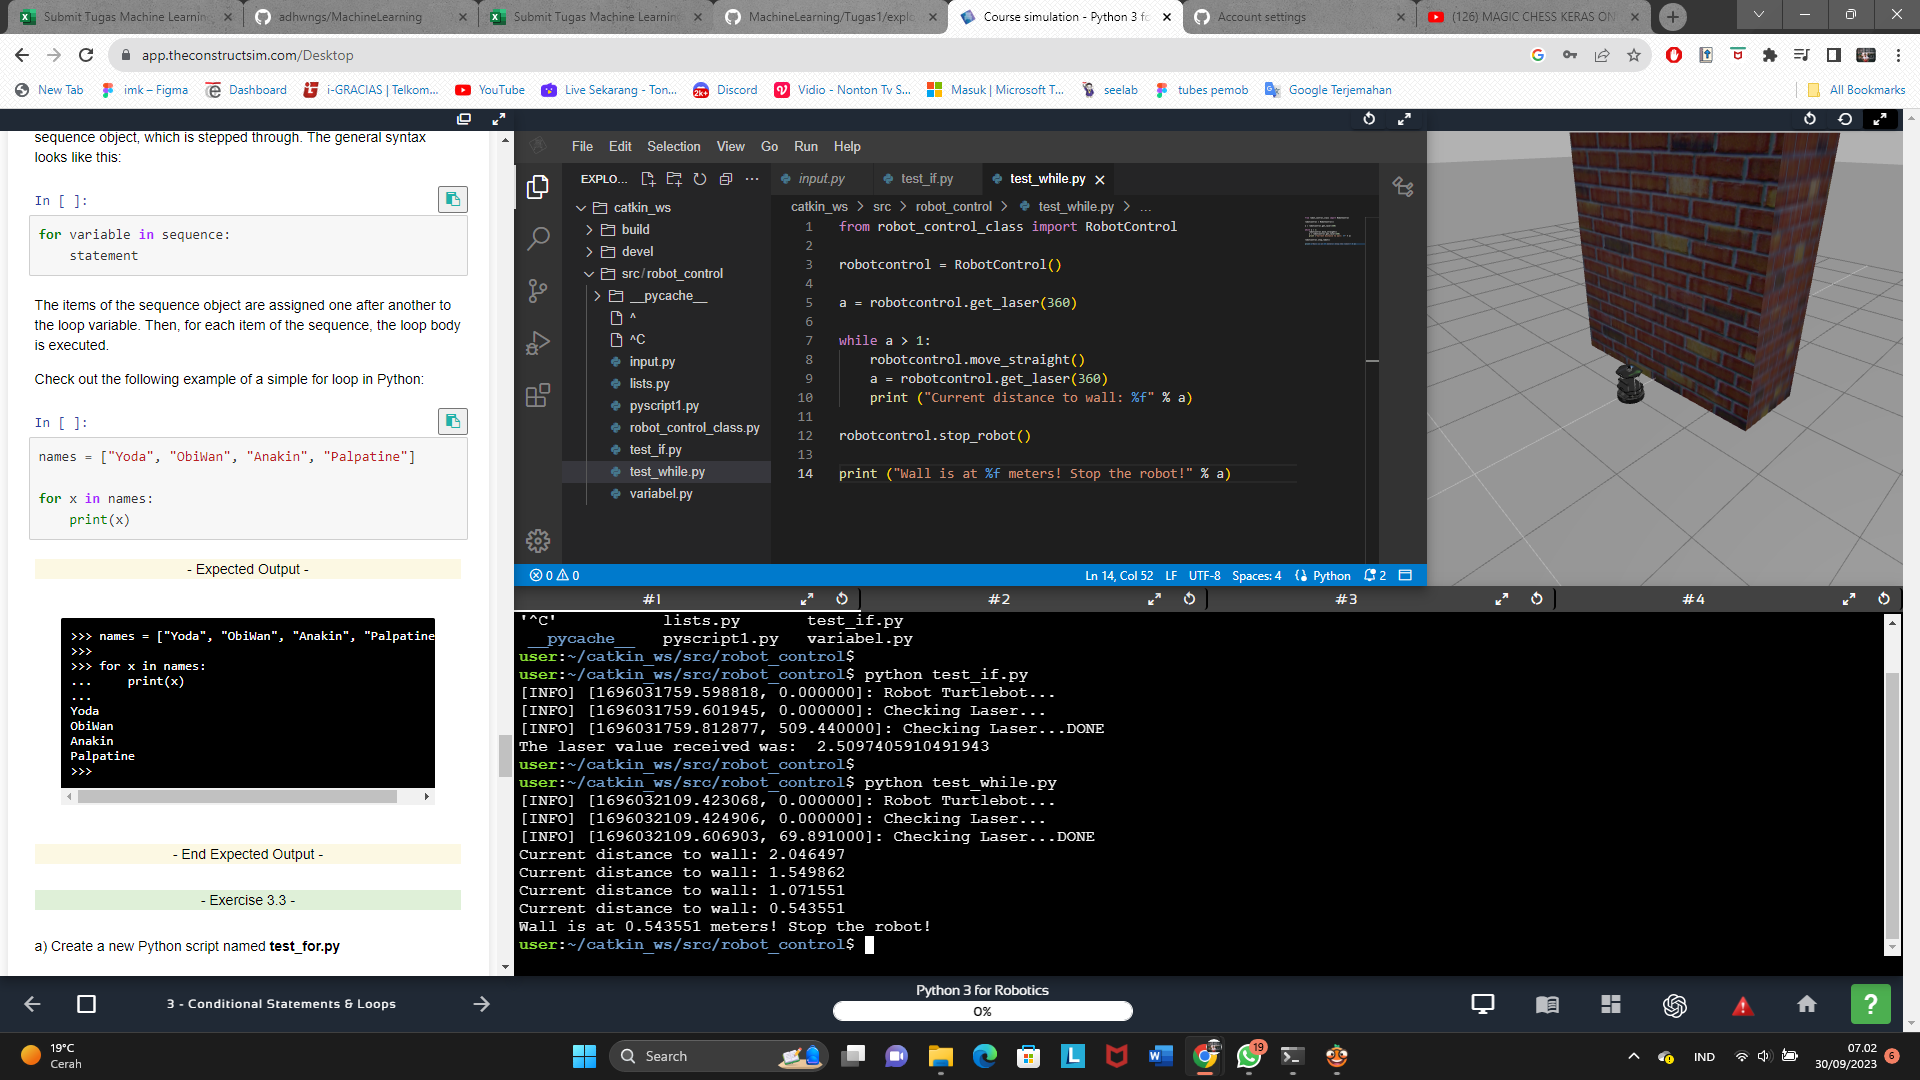 Submit Tugas Machine Learnin
adhwngs/MachineLearning
Submit Tugas Machine Learnin
MachineLearning/Tugas1/explo
Course simulation - Python 3 fo
Account settings
(126) MAGIC CHESS KERAS ON
app.theconstructsim.com/Desktop
New Tab
imk – Figma
Dashboard
i-GRACIAS | Telkom...
YouTube
Live Sekarang - Ton...
Discord
Vidio - Nonton Tv S...
Masuk | Microsoft T...
seelab
tubes pemob
Google Terjemahan
All Bookmarks
sequence object, which is stepped through. The general syntax
looks like this:
In [ ]:
for variable in sequence:
    statement
The items of the sequence object are assigned one after another to
the loop variable. Then, for each item of the sequence, the loop body
is executed.
Check out the following example of a simple for loop in Python:
In [ ]:
names = ["Yoda", "ObiWan", "Anakin", "Palpatine"]
for x in names:
    print(x)
- Expected Output -
>>> names = ["Yoda", "ObiWan", "Anakin", "Palpatine
>>>
>>> for x in names:
...     print(x)
...
Yoda
ObiWan
Anakin
Palpatine
>>>
- End Expected Output -
- Exercise 3.3 -
a) Create a new Python script named test_for.py
File Edit Selection View Go Run Help
EXPLO...
catkin_ws
build
devel
src/robot_control
__pycache__
^
^C
input.py
lists.py
pyscript1.py
robot_control_class.py
test_if.py
test_while.py
variabel.py
input.py
test_if.py
test_while.py
catkin_ws > src > robot_control > test_while.py > ...
1 from robot_control_class import RobotControl
2
3 robotcontrol = RobotControl()
4
5 a = robotcontrol.get_laser(360)
6
7 while a > 1:
8     robotcontrol.move_straight()
9     a = robotcontrol.get_laser(360)
10     print ("Current distance to wall: %f" % a)
11
12 robotcontrol.stop_robot()
13
14 print ("Wall is at %f meters! Stop the robot!" % a)
0 0
Ln 14, Col 52 LF UTF-8 Spaces: 4 Python 2
#1
#2
#3
#4
'^C' lists.py test_if.py
__pycache__ pyscript1.py variabel.py
user:~/catkin_ws/src/robot_control$
user:~/catkin_ws/src/robot_control$ python test_if.py
[INFO] [1696031759.598818, 0.000000]: Robot Turtlebot...
[INFO] [1696031759.601945, 0.000000]: Checking Laser...
[INFO] [1696031759.812877, 509.440000]: Checking Laser...DONE
The laser value received was:  2.5097405910491943
user:~/catkin_ws/src/robot_control$
user:~/catkin_ws/src/robot_control$ python test_while.py
[INFO] [1696032109.423068, 0.000000]: Robot Turtlebot...
[INFO] [1696032109.424906, 0.000000]: Checking Laser...
[INFO] [1696032109.606903, 69.891000]: Checking Laser...DONE
Current distance to wall: 2.046497
Current distance to wall: 1.549862
Current distance to wall: 1.071551
Current distance to wall: 0.543551
Wall is at 0.543551 meters! Stop the robot!
user:~/catkin_ws/src/robot_control$
3 - Conditional Statements & Loops
Python 3 for Robotics
0%
?
19°C
Cerah
Search
19
IND
07.02
30/09/2023
6